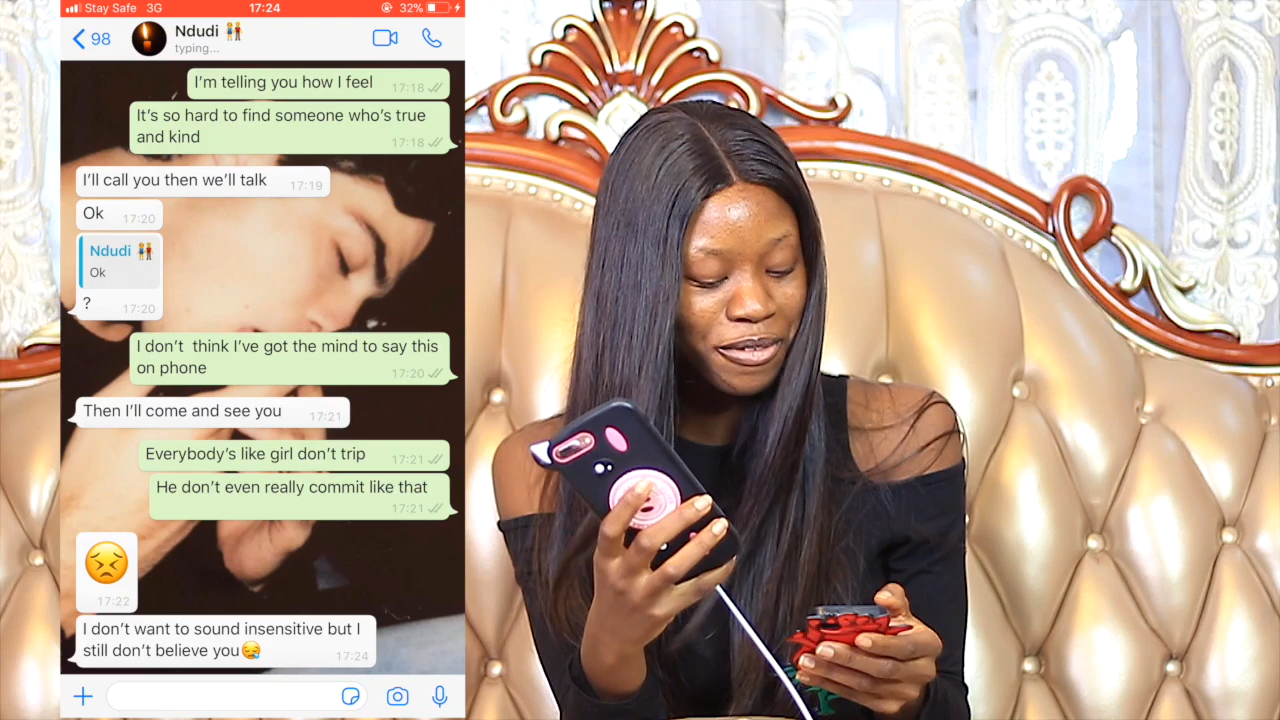 Stay Safe 3G 17:24 32%
98 Ndudi
typing...
I'm telling you how I feel 17:18
It's so hard to find someone who's true
and kind 17:18
I'll call you then we'll talk 17:19
Ok 17:20
Ndudi
Ok
? 17:20
I don't think I've got the mind to say this
on phone 17:20
Then I'll come and see you 17:21
Everybody's like girl don't trip 17:21
He don't even really commit like that
17:21
17:22
I don't want to sound insensitive but I
still don't believe you😪 17:24